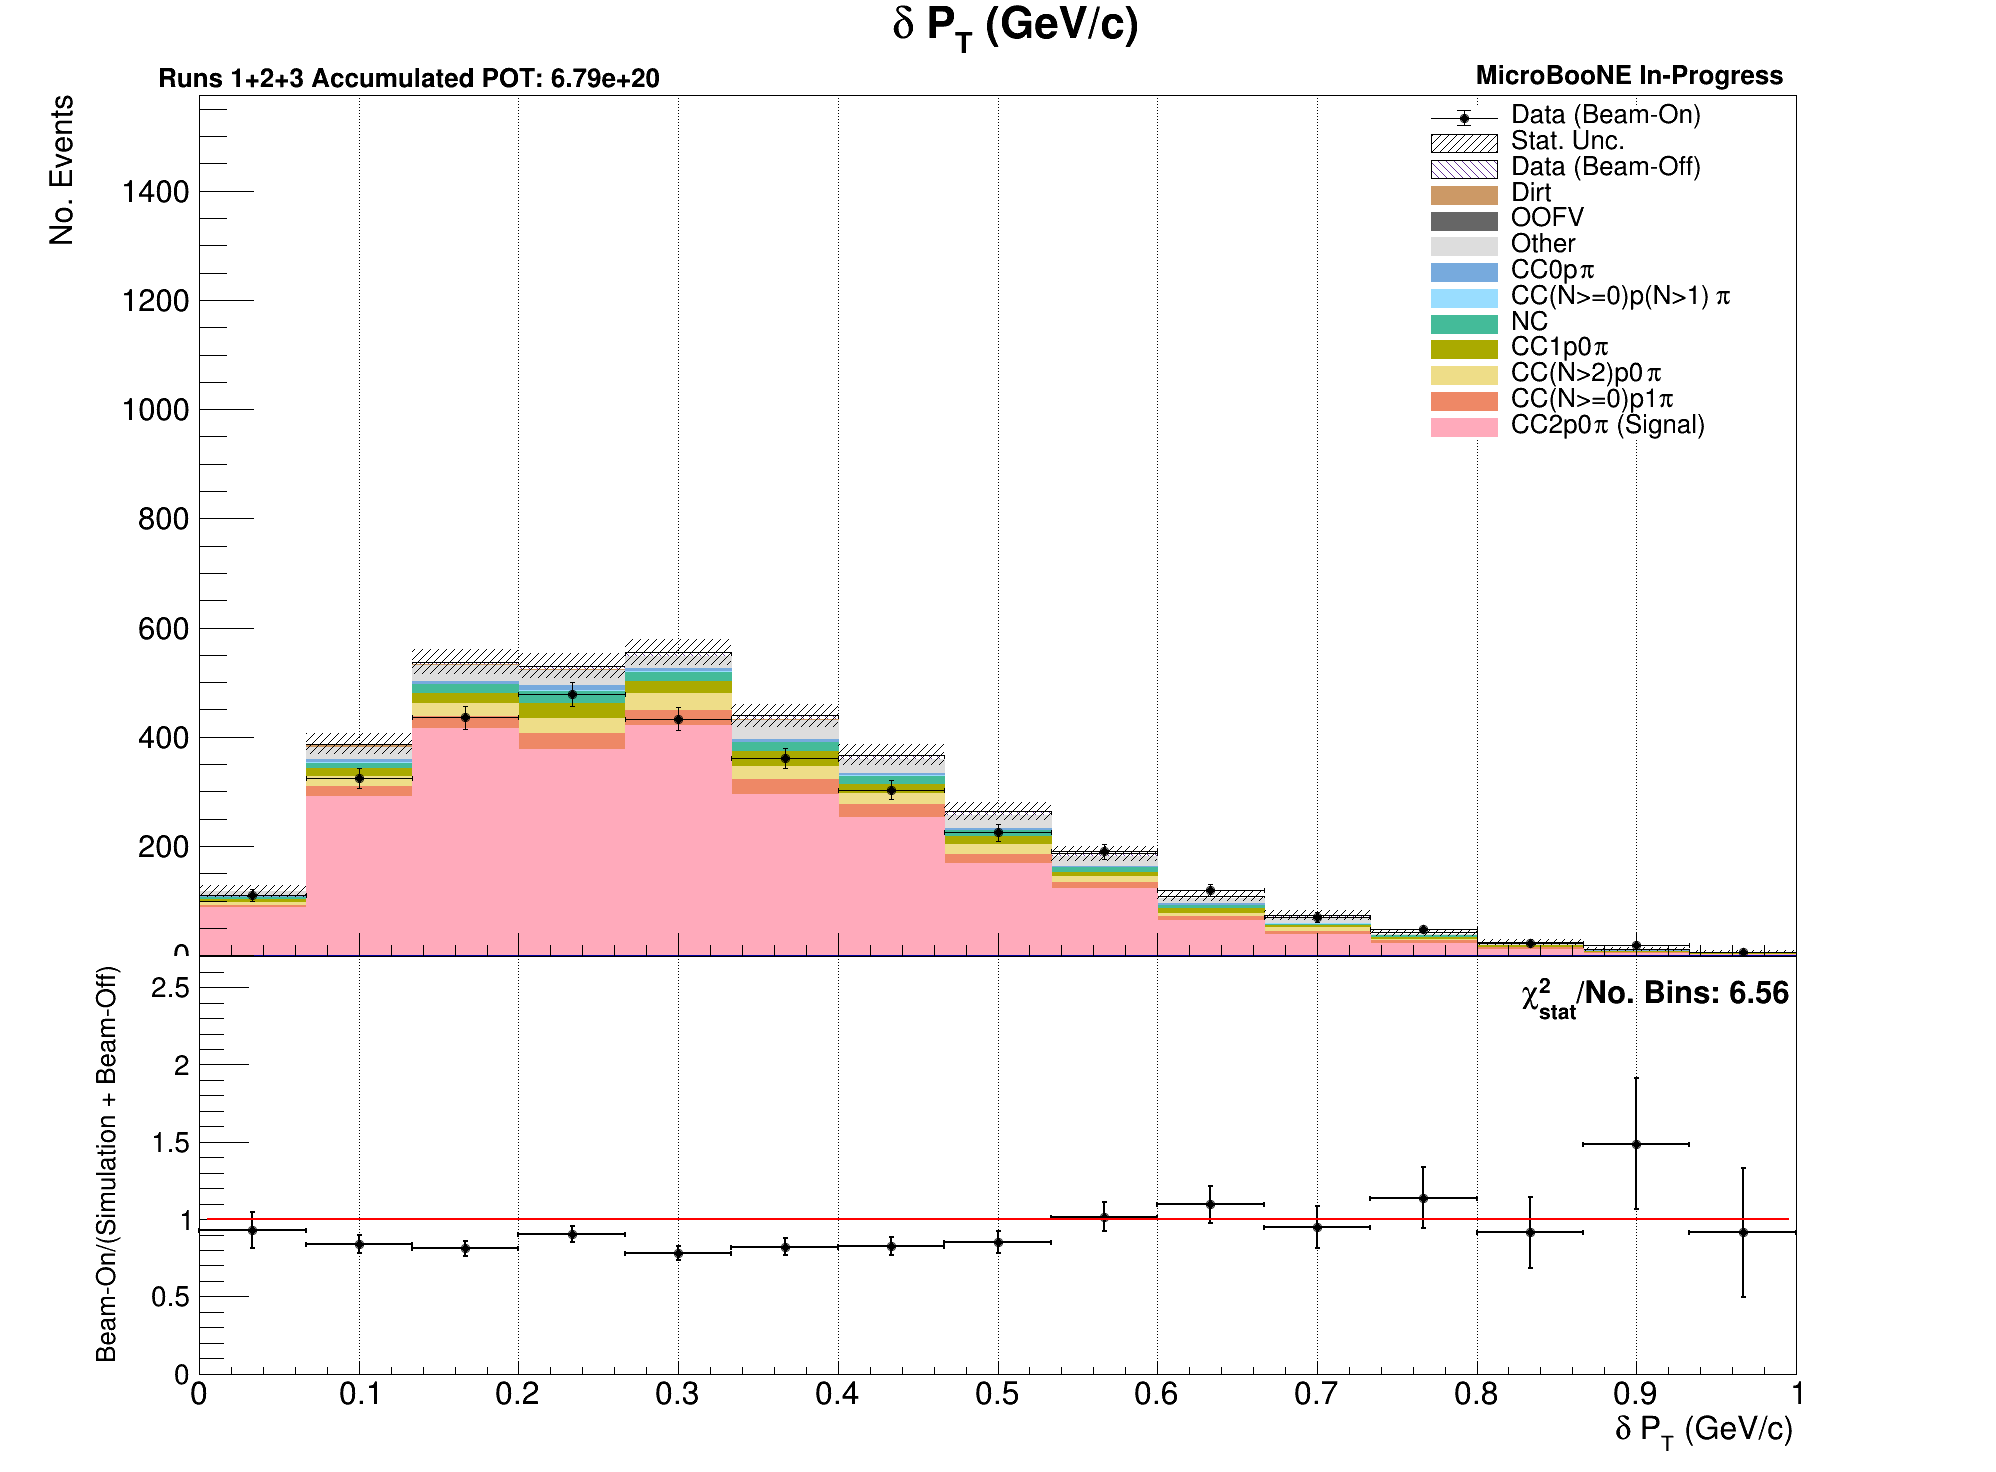 δ P_T (GeV/c)
Runs 1+2+3 Accumulated POT: 6.79e+20
MicroBooNE In-Progress
No. Events
1400
1200
1000
800
600
400
200
0
Data (Beam-On)
Stat. Unc.
Data (Beam-Off)
Dirt
OOFV
Other
CC0pπ
CC(N>=0)p(N>1) π
NC
CC1p0π
CC(N>2)p0π
CC(N>=0)p1π
CC2p0π (Signal)
Beam-On/(Simulation + Beam-Off)
2.5
2
1.5
1
0.5
0
χ²_stat/No. Bins: 6.56
0 0.1 0.2 0.3 0.4 0.5 0.6 0.7 0.8 0.9 1
δ P_T (GeV/c)